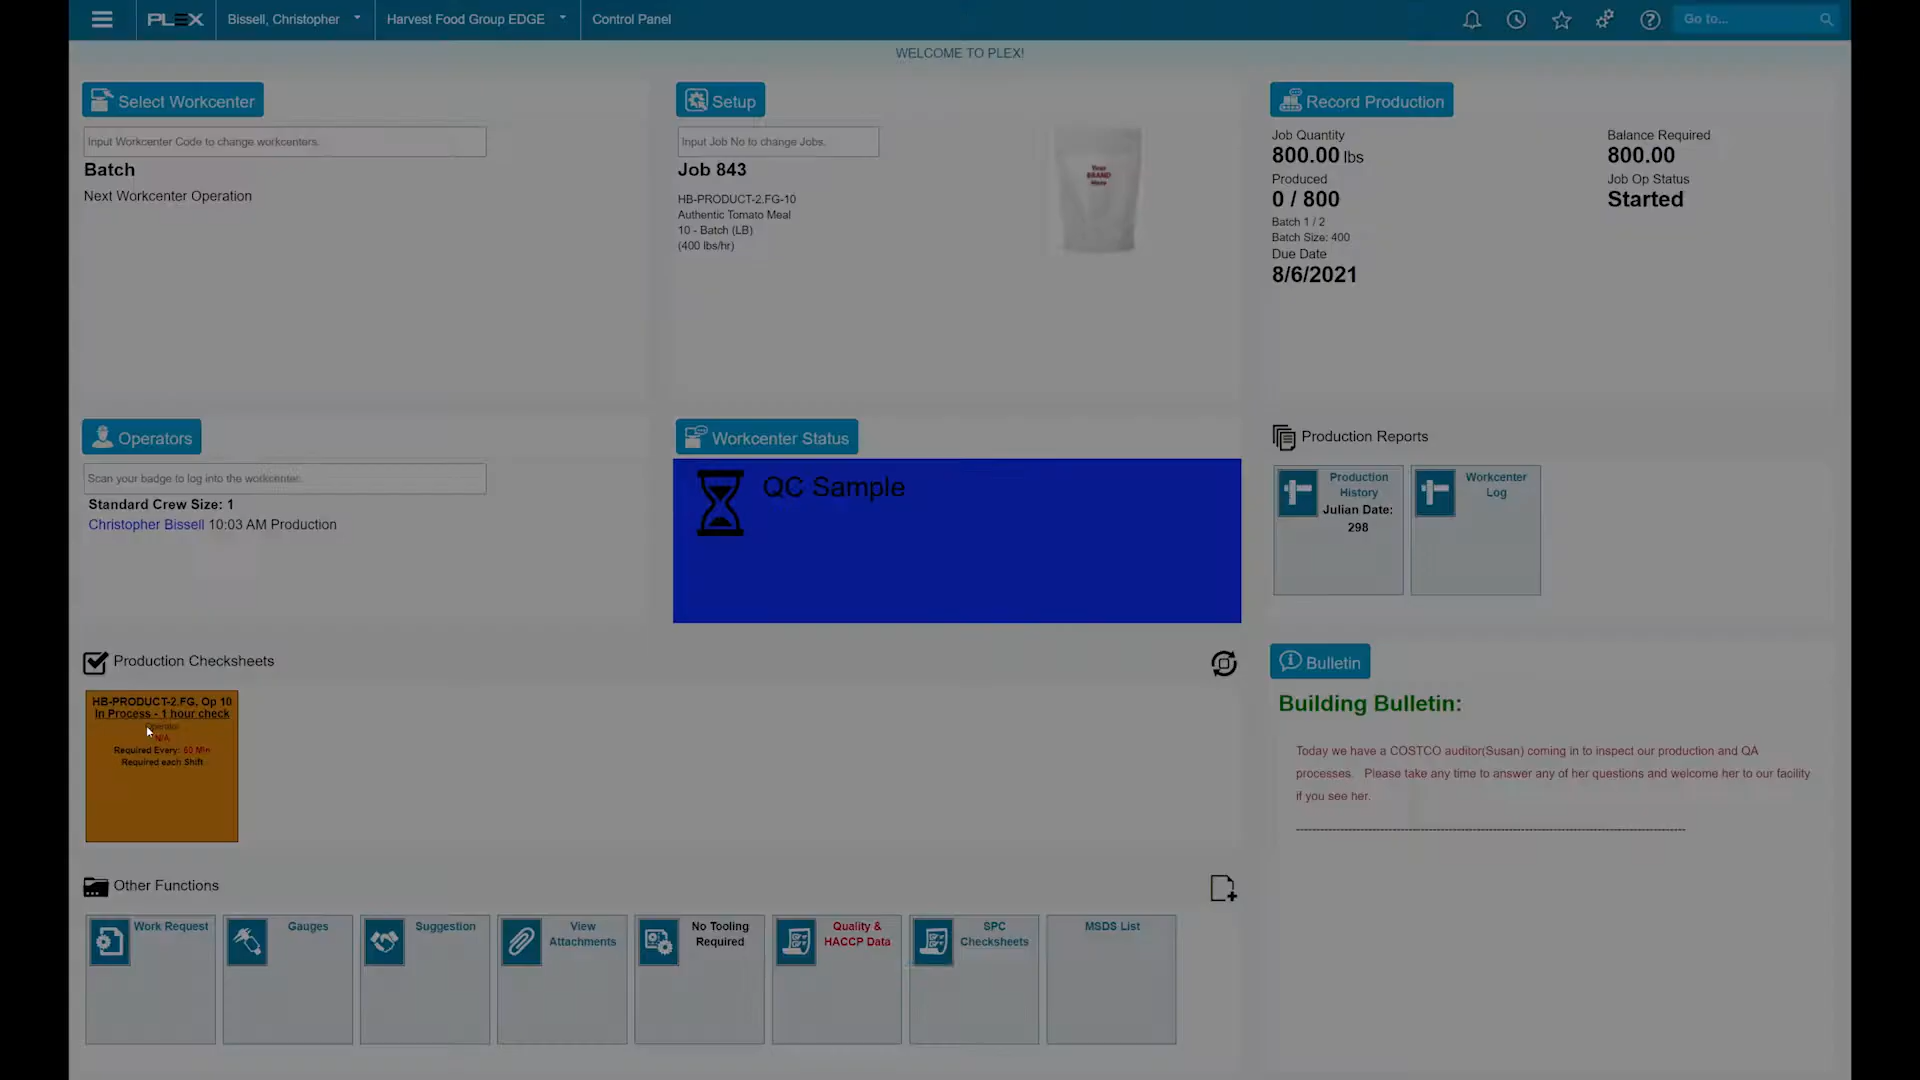 PLEX
Bissell, Christopher
Harvest Food Group EDGE
Control Panel
Go to...
WELCOME TO PLEX!
Select Workcenter
Input Workcenter Code to change workcenters.
Batch
Next Workcenter Operation
Setup
Input Job No to change Jobs.
Job 843
HB-PRODUCT-2.FG-10
Authentic Tomato Meal
10 - Batch (LB)
(400 lbs/hr)
Your
BRAND
Here
Record Production
Job Quantity
800.00 lbs
Produced
0 / 800
Batch 1 / 2
Batch Size: 400
Due Date
8/6/2021
Balance Required
800.00
Job Op Status
Started
Operators
Scan your badge to log into the workcenter.
Standard Crew Size: 1
Christopher Bissell 10:03 AM Production
Workcenter Status
QC Sample
Production Reports
Production
History
Julian Date:
298
Workcenter
Log
Production Checksheets
HB-PRODUCT-2.FG, Op 10
In Process - 1 hour check
Operator
N/A
Required Every: 60 Min
Required each Shift
Bulletin
Building Bulletin:
Today we have a COSTCO auditor(Susan) coming in to inspect our production and QA
processes. Please take any time to answer any of her questions and welcome her to our facility
if you see her.
Other Functions
Work Request
Gauges
Suggestion
View
Attachments
No Tooling
Required
Quality &
HACCP Data
SPC
Checksheets
MSDS List